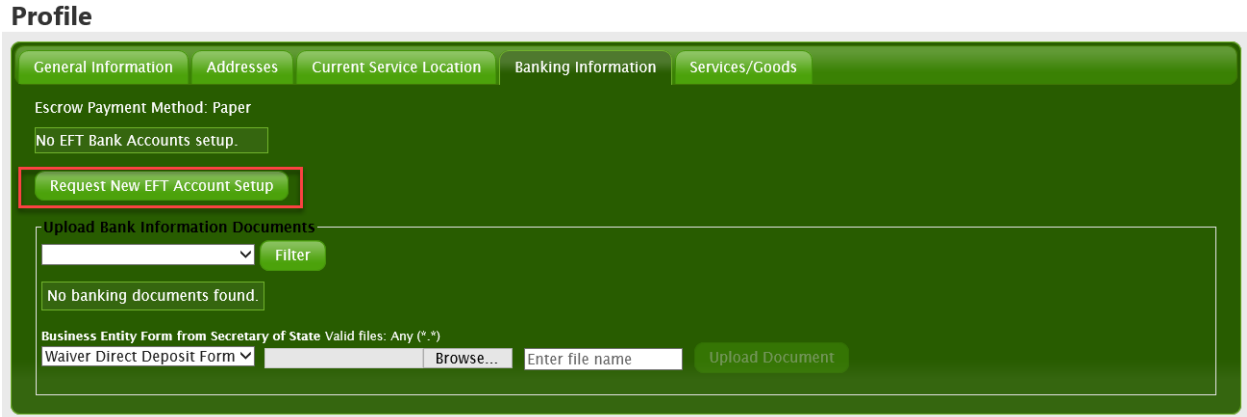 Profile
General Information Addresses Current Service Location Banking Information Services/Goods
Escrow Payment Method: Paper
No EFT Bank Accounts setup.
Request New EFT Account Setup
Upload Bank Information Documents
Filter
No banking documents found.
Business Entity Form from Secretary of State Valid files: Any (*.*)
Waiver Direct Deposit Form Browse... Enter file name Upload Document